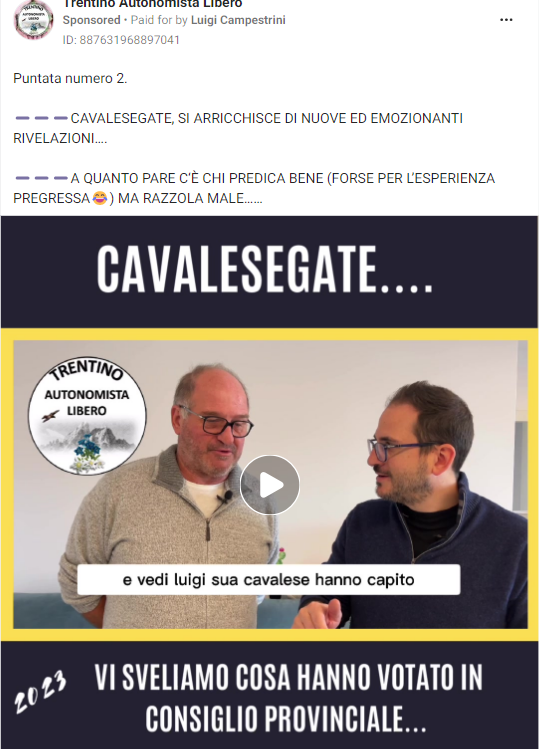 Trentino Autonomista Libero
Sponsored • Paid for by Luigi Campestrini
ID: 887631968897041
Puntata numero 2.
➖➖➖CAVALESEGATE, SI ARRICCHISCE DI NUOVE ED EMOZIONANTI
RIVELAZIONI....
➖➖➖A QUANTO PARE C'È CHI PREDICA BENE (FORSE PER L'ESPERIENZA
PREGRESSA😂) MA RAZZOLA MALE......
CAVALESEGATE....
TRENTINO
AUTONOMISTA
LIBERO
e vedi luigi sua cavalese hanno capito
2023
VI SVELIAMO COSA HANNO VOTATO IN
CONSIGLIO PROVINCIALE...